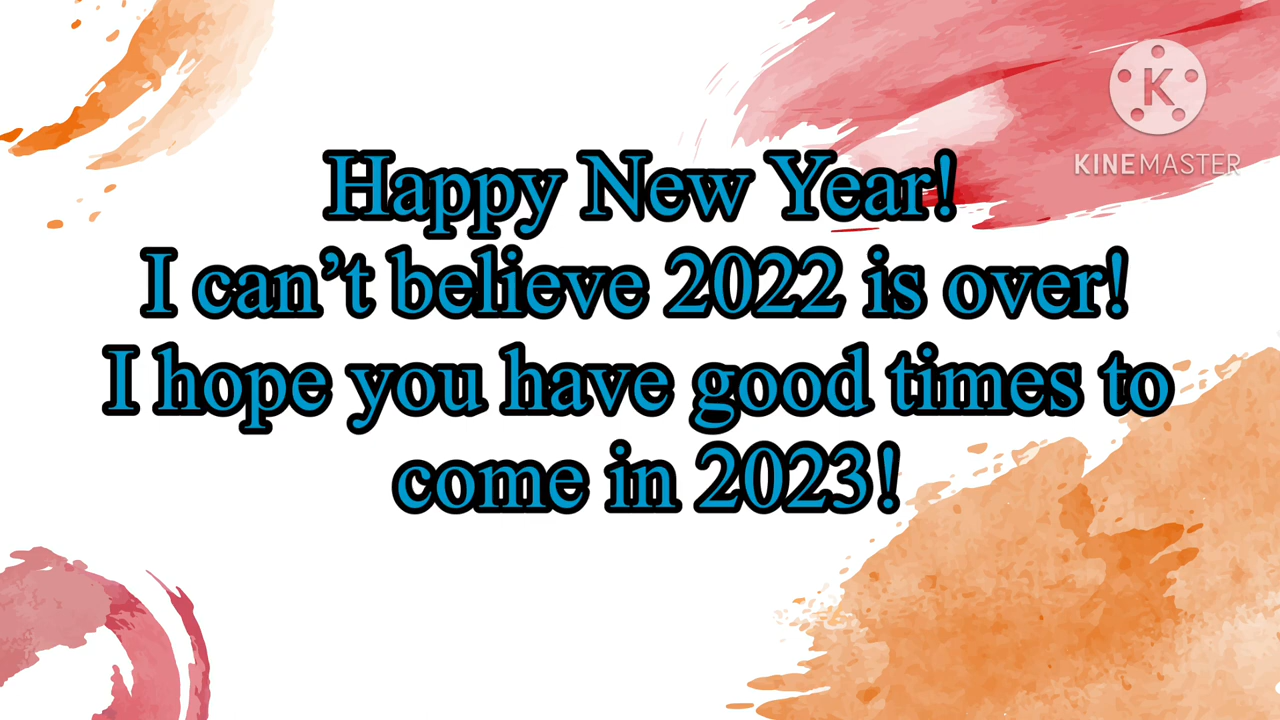 K
KINEMASTER
Happy New Year!
I can’t believe 2022 is over!
I hope you have good times to
come in 2023!